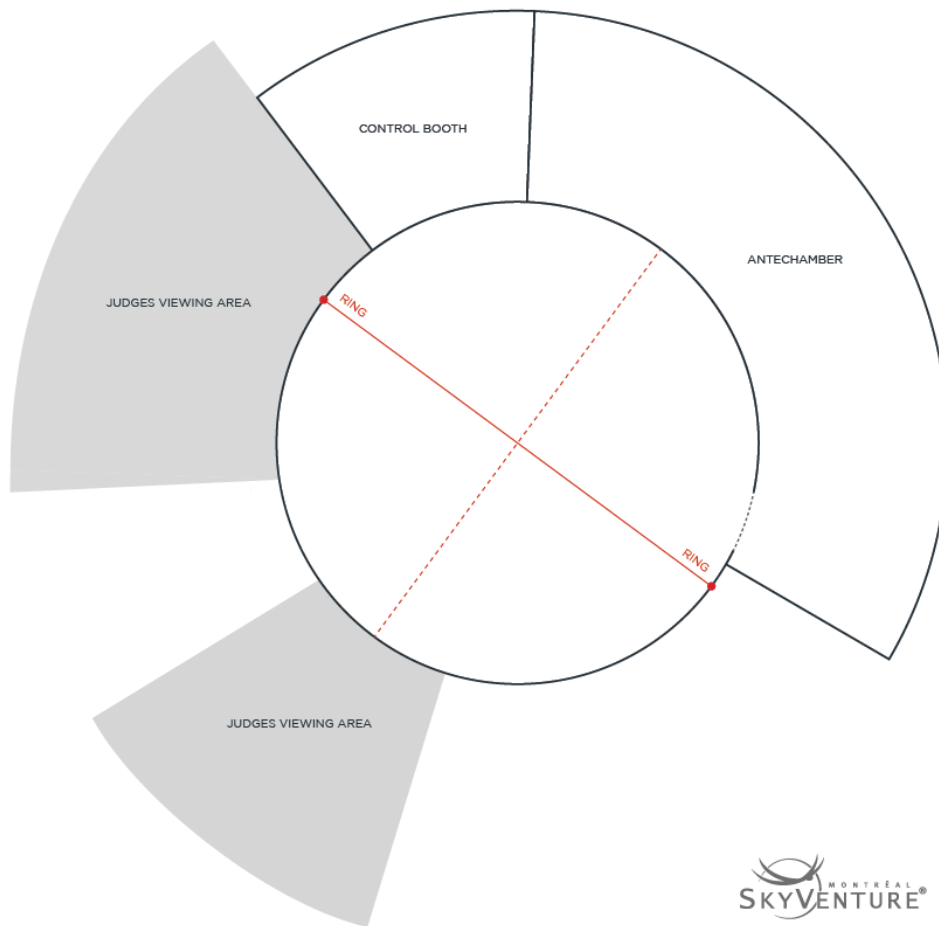 CONTROL BOOTH
ANTECHAMBER
JUDGES VIEWING AREA
RING
RING
JUDGES VIEWING AREA
MONTRÉAL
SKYVENTURE®